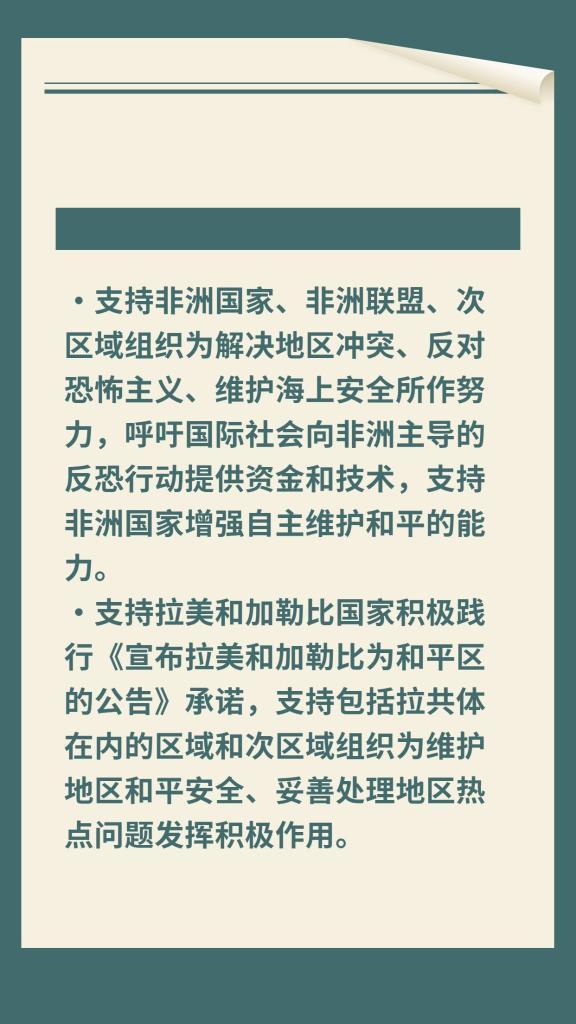 ·支持非洲国家、非洲联盟、次
区域组织为解决地区冲突、反对
恐怖主义、维护海上安全所作努
力，呼吁国际社会向非洲主导的
反恐行动提供资金和技术，支持
非洲国家增强自主维护和平的能
力。
·支持拉美和加勒比国家积极践
行《宣布拉美和加勒比为和平区
的公告》承诺，支持包括拉共体
在内的区域和次区域组织为维护
地区和平安全、妥善处理地区热
点问题发挥积极作用。